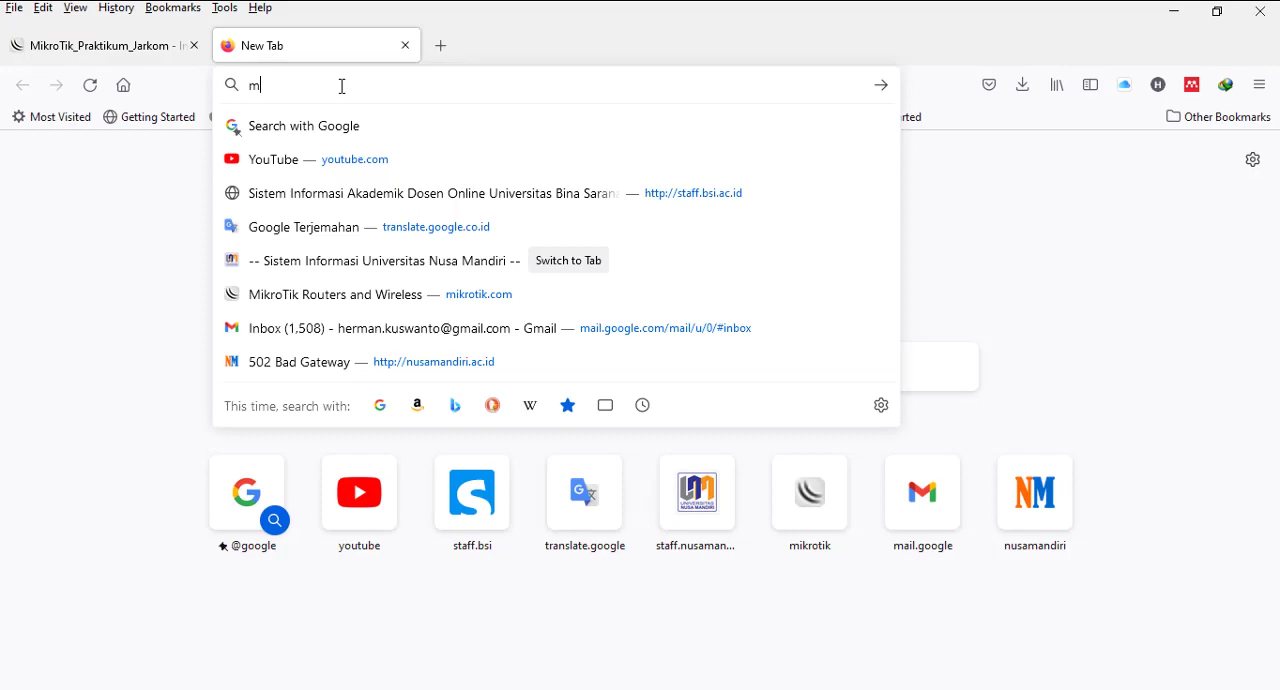 File Edit View History Bookmarks Tools Help
MikroTik_Praktikum_Jarkom - In
New Tab
m
Most Visited
Getting Started
rted
Other Bookmarks
Search with Google
YouTube — youtube.com
Sistem Informasi Akademik Dosen Online Universitas Bina Sarana — http://staff.bsi.ac.id
Google Terjemahan — translate.google.co.id
-- Sistem Informasi Universitas Nusa Mandiri -- Switch to Tab
MikroTik Routers and Wireless — mikrotik.com
Inbox (1,508) - herman.kuswanto@gmail.com - Gmail — mail.google.com/mail/u/0/#inbox
502 Bad Gateway — http://nusamandiri.ac.id
This time, search with:
@google
youtube
staff.bsi
translate.google
staff.nusaman...
mikrotik
mail.google
nusamandiri